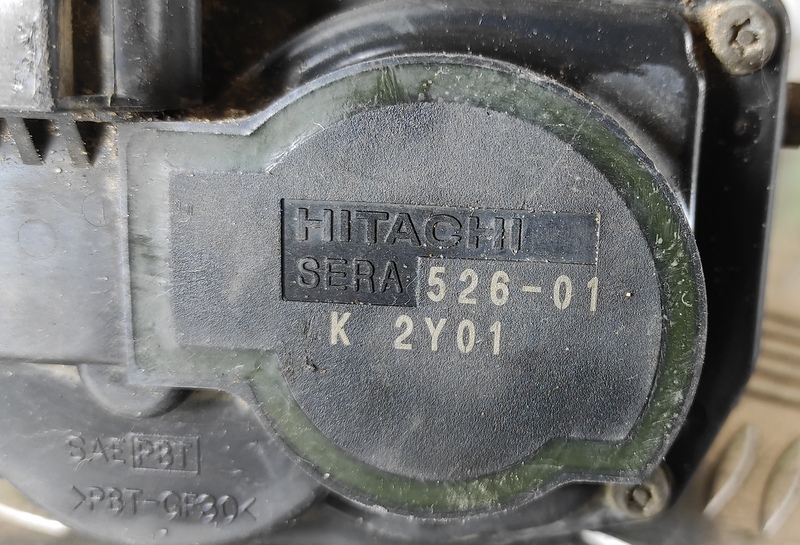 HITACHI
SERA 526-01
K 2Y01
SAE PBT
>PBT-GF30<